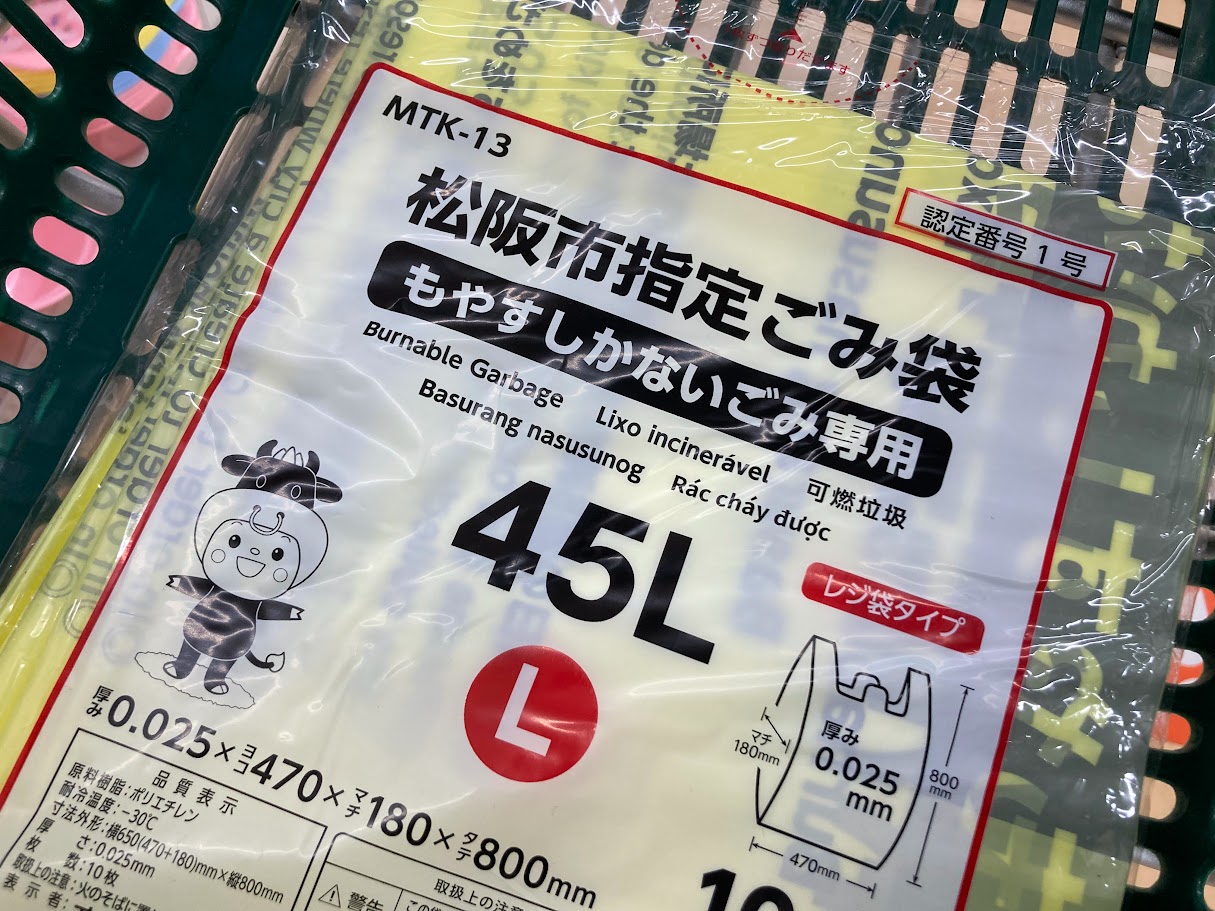 MTK-13
認定番号1号
松阪市指定ごみ袋
もやすしかないごみ専用
Burnable Garbage Lixo incinerável 可燃垃圾
Basurang nasusunog Rác cháy được
45L
L
レジ袋タイプ
厚み
0.025
mm
マチ
180mm
800
mm
470mm
厚み0.025×ヨコ470×マチ180×タテ800mm
品質表示
原料樹脂:ポリエチレン
耐冷温度:-30℃
寸法外形:横650(470+180)mm×縦800mm
厚さ:0.025mm
枚数:10枚
取扱上の注意:火のそばに置
表示者:
取扱上の注意
警告
10